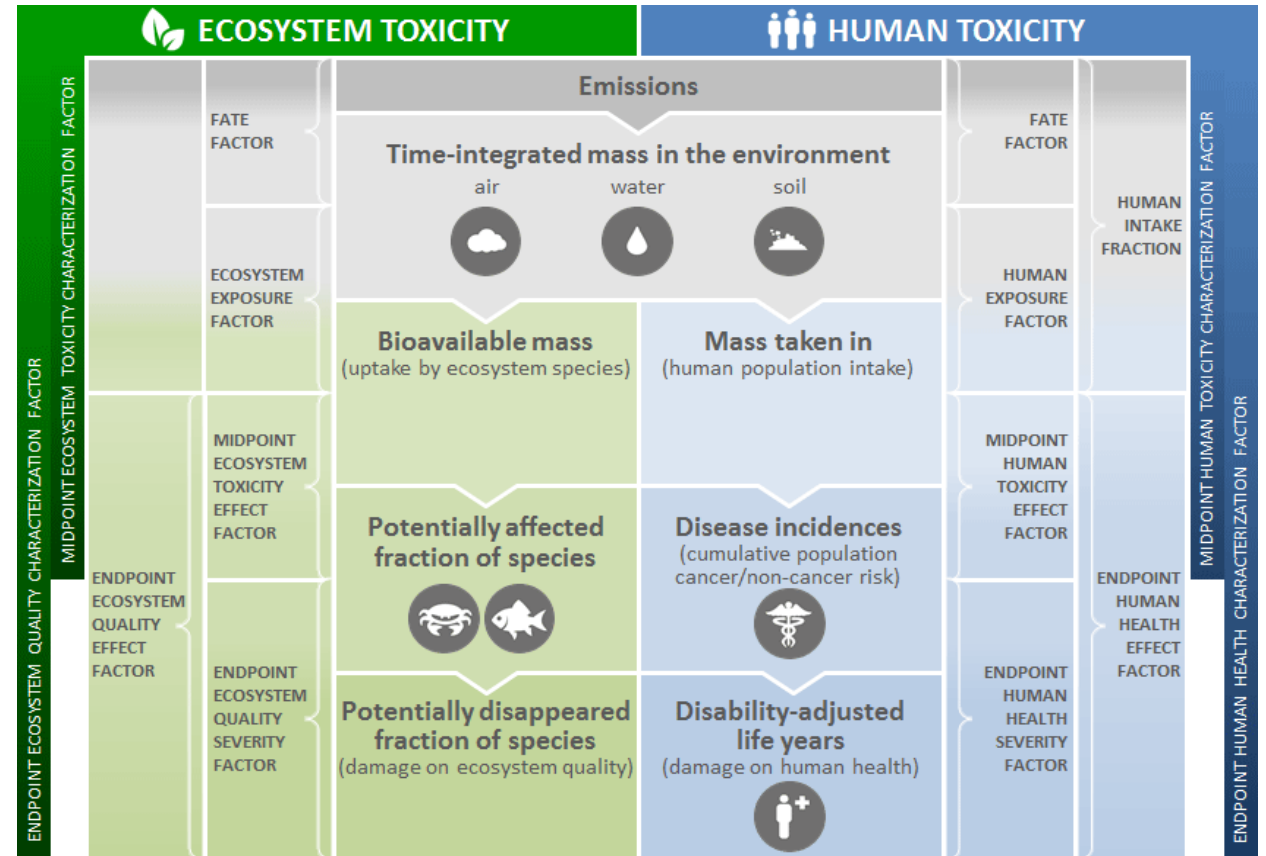 ECOSYSTEM TOXICITY
HUMAN TOXICITY
ENDPOINT ECOSYSTEM QUALITY CHARACTERIZATION FACTOR
MIDPOINT ECOSYSTEM TOXICITY CHARACTERIZATION FACTOR
FATE
FACTOR
ECOSYSTEM
EXPOSURE
FACTOR
MIDPOINT
ECOSYSTEM
TOXICITY
EFFECT
FACTOR
ENDPOINT
ECOSYSTEM
QUALITY
EFFECT
FACTOR
ENDPOINT
ECOSYSTEM
QUALITY
SEVERITY
FACTOR
Emissions
Time-integrated mass in the environment
air
water
soil
Bioavailable mass
(uptake by ecosystem species)
Mass taken in
(human population intake)
Potentially affected
fraction of species
Disease incidences
(cumulative population
cancer/non-cancer risk)
Potentially disappeared
fraction of species
(damage on ecosystem quality)
Disability-adjusted
life years
(damage on human health)
FATE
FACTOR
HUMAN
EXPOSURE
FACTOR
HUMAN
INTAKE
FRACTION
MIDPOINT
HUMAN
TOXICITY
EFFECT
FACTOR
ENDPOINT
HUMAN
HEALTH
EFFECT
FACTOR
ENDPOINT
HUMAN
HEALTH
SEVERITY
FACTOR
MIDPOINT HUMAN TOXICITY CHARACTERIZATION FACTOR
ENDPOINT HUMAN HEALTH CHARACTERIZATION FACTOR